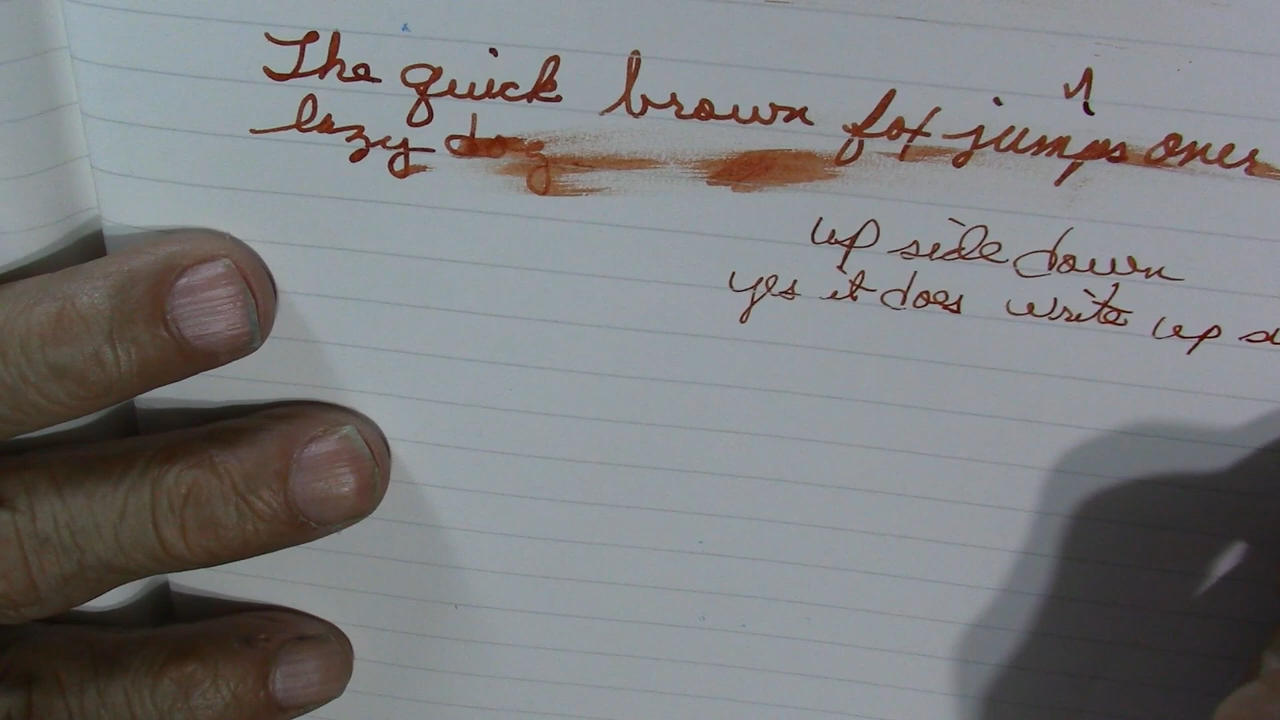 The quick brown fox jumps over
lazy dog
up side down
yes it does write up